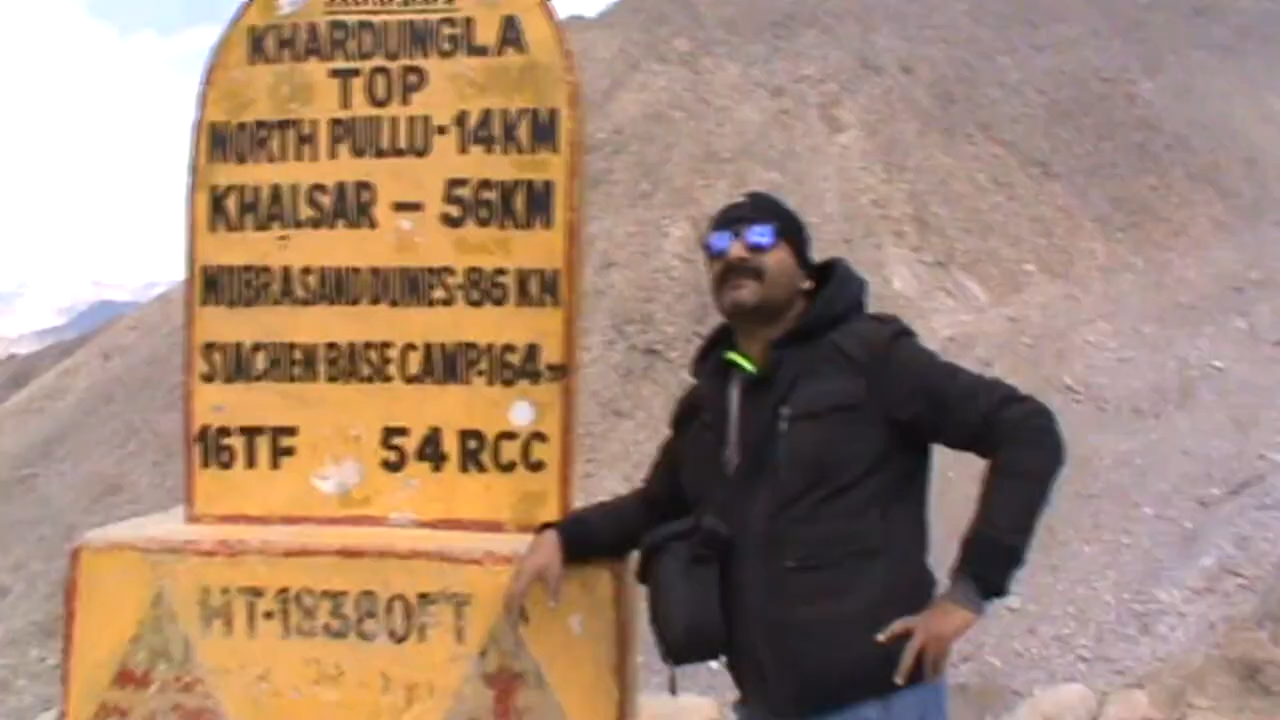 KHARDUNGLA
TOP
NORTH PULLU-14KM
KHALSAR - 56KM
NUBRA SAND DUNES-86 KM
SIACHEN BASE CAMP-164
16TF 54 RCC
HT-18380FT